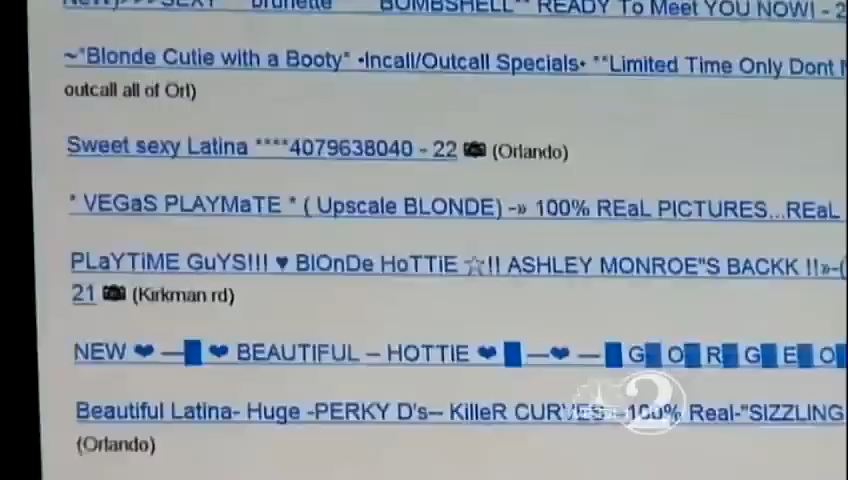 SEXY brunette BOMBSHELL** READY To Meet YOU NOW! - 2
~*Blonde Cutie with a Booty* •Incall/Outcall Specials• **Limited Time Only Dont
outcall all of Orl)
Sweet sexy Latina ****4079638040 - 22 (Orlando)
* VEGaS PLAYMaTE * ( Upscale BLONDE) -» 100% REaL PICTURES...REaL
PLaYTiME GuYS!!! ♥ BlOnDe HoTTiE ☆!! ASHLEY MONROE"S BACKK !!»-(
21 (Kirkman rd)
NEW ❤ —█ ❤ BEAUTIFUL – HOTTIE ❤ █ —❤ — █ G█ O█ R█ G█ E█ O█
Beautiful Latina- Huge -PERKY D's-- KilleR CURVES--100% Real-"SIZZLING
(Orlando)
2